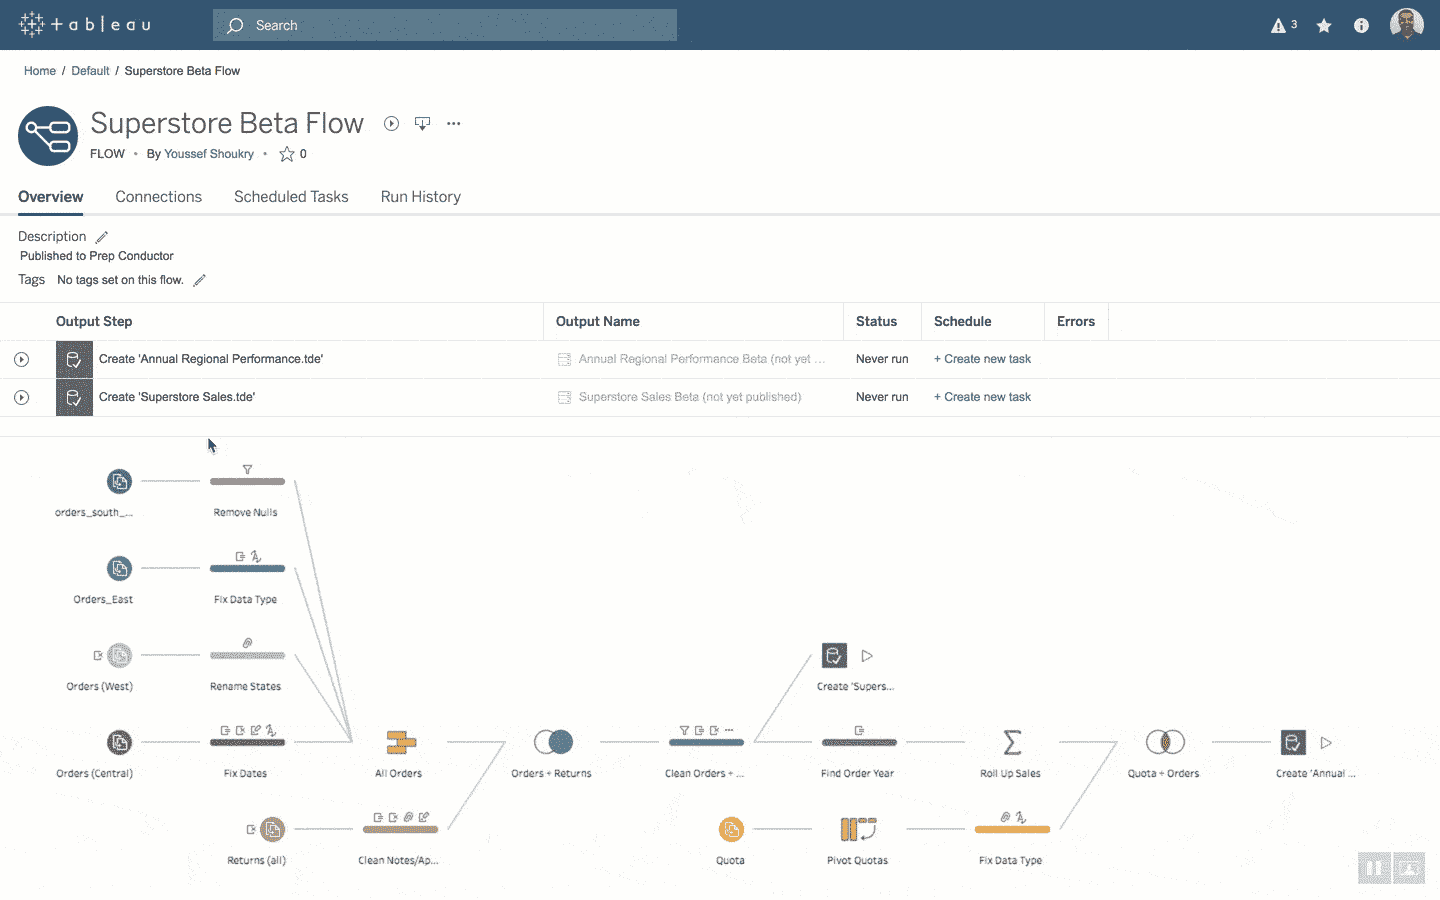 tableau Search 3
Home / Default / Superstore Beta Flow
Superstore Beta Flow
FLOW • By Youssef Shoukry • 0
Overview Connections Scheduled Tasks Run History
Description
Published to Prep Conductor
Tags No tags set on this flow.
Output Step Output Name Status Schedule Errors
Create 'Annual Regional Performance.tde' Annual Regional Performance Beta (not yet ... Never run + Create new task
Create 'Superstore Sales.tde' Superstore Sales Beta (not yet published) Never run + Create new task
orders_south_... Remove Nulls
Orders_East Fix Data Type
Orders (West) Rename States Create 'Supers...
Orders (Central) Fix Dates All Orders Orders + Returns Clean Orders + ... Find Order Year Roll Up Sales Quota + Orders Create 'Annual ...
Returns (all) Clean Notes/Ap... Quota Pivot Quotas Fix Data Type